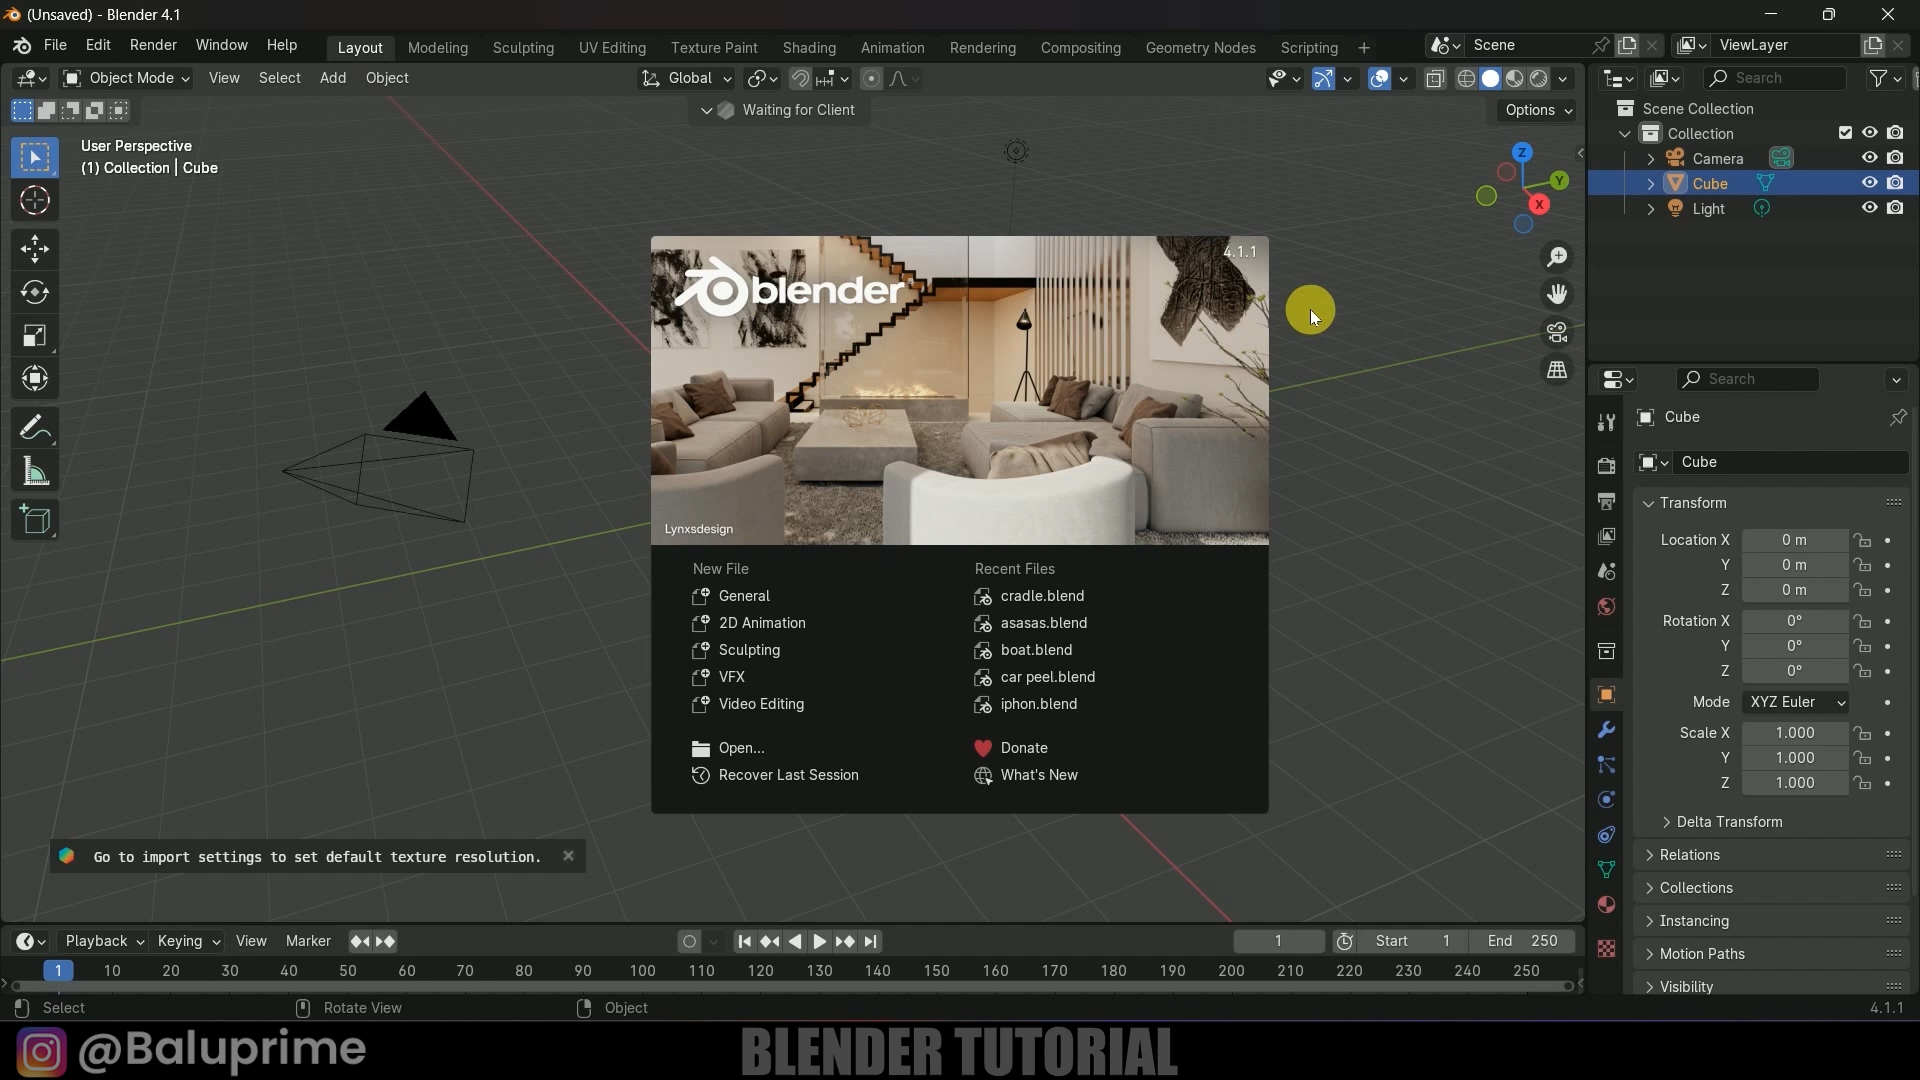 (Unsaved) - Blender 4.1
File Edit Render Window Help Layout Modeling Sculpting UV Editing Texture Paint Shading Animation Rendering Compositing Geometry Nodes Scripting + Scene ViewLayer
Object Mode View Select Add Object Global Search
Waiting for Client Options
User Perspective
(1) Collection | Cube
Z
Y
X
Scene Collection
Collection
Camera
Cube
Light
4.1.1
blender
Lynxsdesign
New File
General
2D Animation
Sculpting
VFX
Video Editing
Open...
Recover Last Session
Recent Files
cradle.blend
asasas.blend
boat.blend
car peel.blend
iphon.blend
Donate
What's New
Search
Cube
Cube
Transform
Location X 0 m
Y 0 m
Z 0 m
Rotation X 0°
Y 0°
Z 0°
Mode XYZ Euler
Scale X 1.000
Y 1.000
Z 1.000
Delta Transform
Relations
Collections
Instancing
Motion Paths
Visibility
Go to import settings to set default texture resolution.
Playback Keying View Marker 1 Start 1 End 250
1 10 20 30 40 50 60 70 80 90 100 110 120 130 140 150 160 170 180 190 200 210 220 230 240 250
Select Rotate View Object 4.1.1
@Baluprime BLENDER TUTORIAL